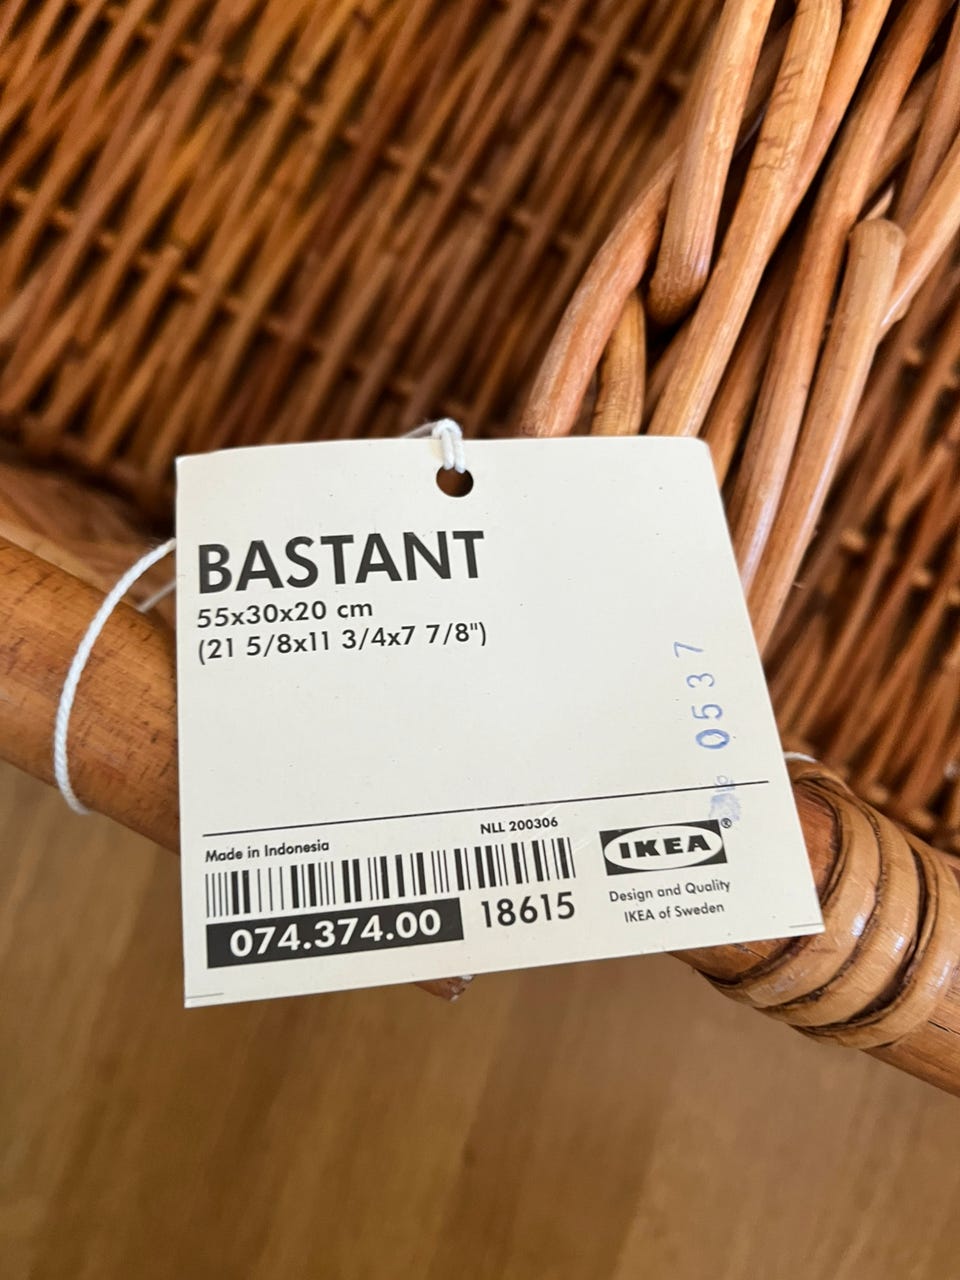 BASTANT
55x30x20 cm
(21 5/8x11 3/4x7 7/8")
0537
NLL 200306
Made in Indonesia
074.374.00
18615
IKEA®
Design and Quality
IKEA of Sweden